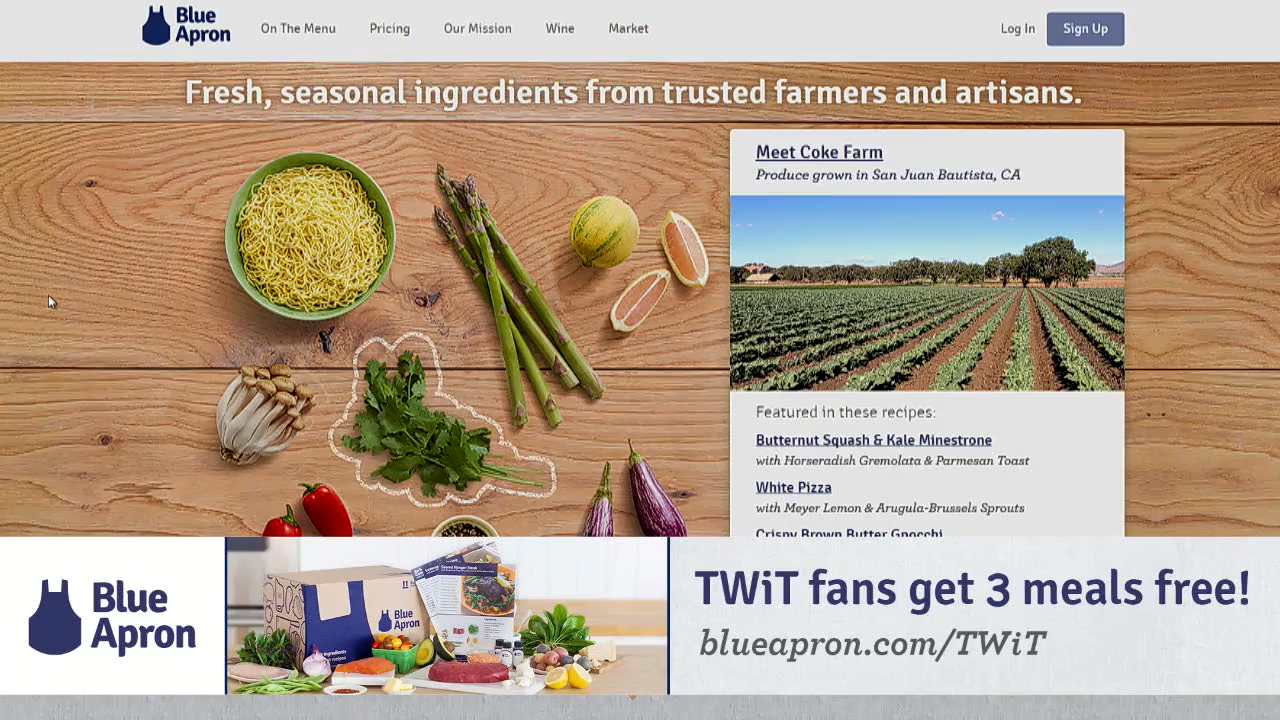 Blue Apron
On The Menu
Pricing
Our Mission
Wine
Market
Log In
Sign Up
Fresh, seasonal ingredients from trusted farmers and artisans.
Meet Coke Farm
Produce grown in San Juan Bautista, CA
Featured in these recipes:
Butternut Squash & Kale Minestrone
with Horseradish Gremolata & Parmesan Toast
White Pizza
with Meyer Lemon & Arugula-Brussels Sprouts
Crispy Brown Butter Gnocchi
Blue
Apron
Blue
Apron
TWiT fans get 3 meals free!
blueapron.com/TWiT